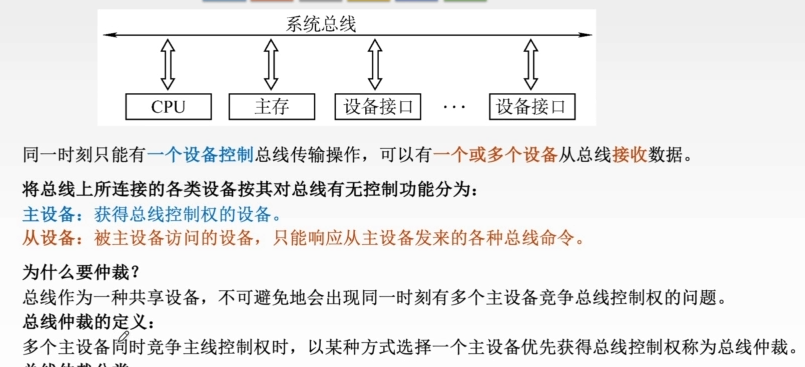 系统总线
CPU 主存 设备接口 ··· 设备接口
同一时刻只能有一个设备控制总线传输操作，可以有一个或多个设备从总线接收数据。
将总线上所连接的各类设备按其对总线有无控制功能分为：
主设备：获得总线控制权的设备。
从设备：被主设备访问的设备，只能响应从主设备发来的各种总线命令。
为什么要仲裁？
总线作为一种共享设备，不可避免地会出现同一时刻有多个主设备竞争总线控制权的问题。
总线仲裁的定义：
多个主设备同时竞争主线控制权时，以某种方式选择一个主设备优先获得总线控制权称为总线仲裁。